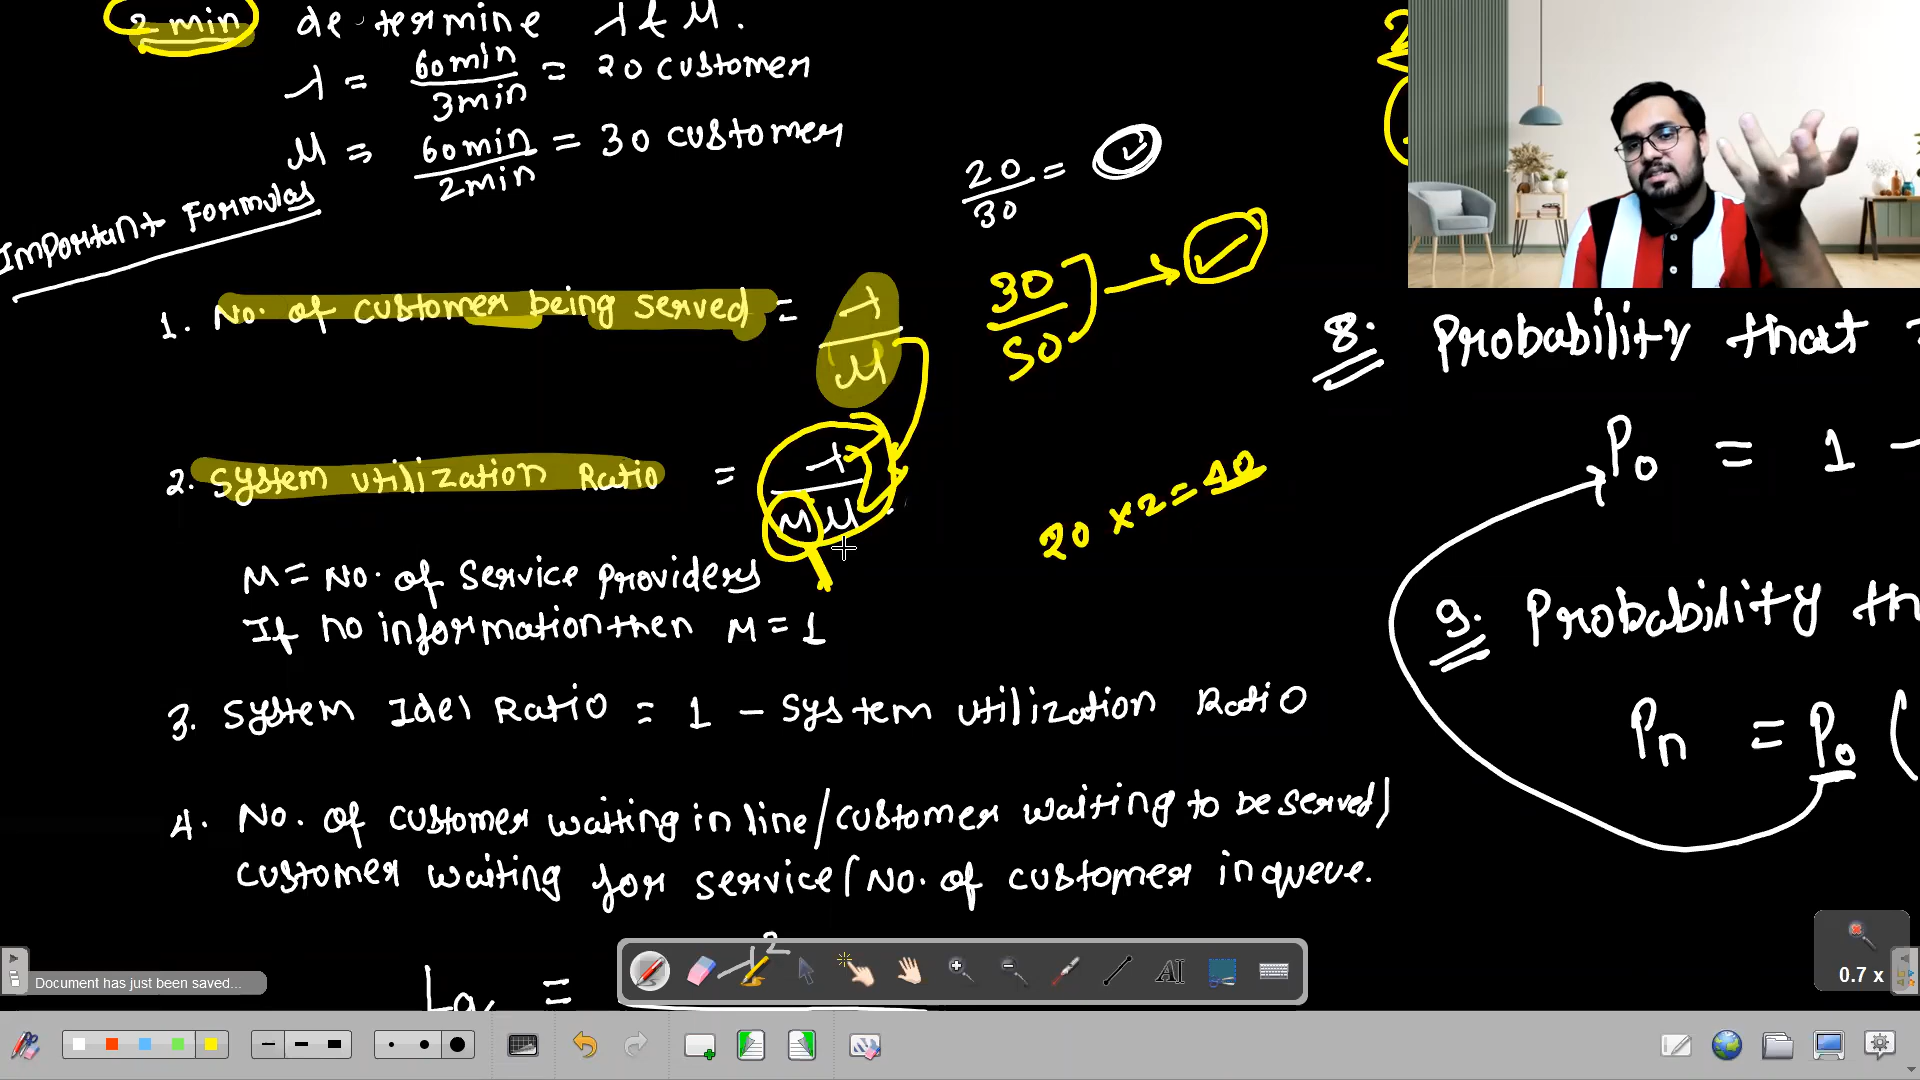 2 min determine λ & μ.
λ = 60min/3min = 20 customer
μ = 60min/2min = 30 customer
Important Formulas
20/30 =
30/50
1. No. of customer being served = λ/μ
2. System Utilization Ratio = λ/Mμ
20 × 2 = 40
M = No. of Service Providers
If no information then M = 1
3. System Idel Ratio = 1 - System Utilization Ratio
4. No. of customer waiting in line/customer waiting to be served/
customer waiting for service/No. of customer in queue.
Lq =
8. Probability that
P₀ = 1 -
9. Probability
Pn = P₀ (
Document has just been saved...
0.7 x